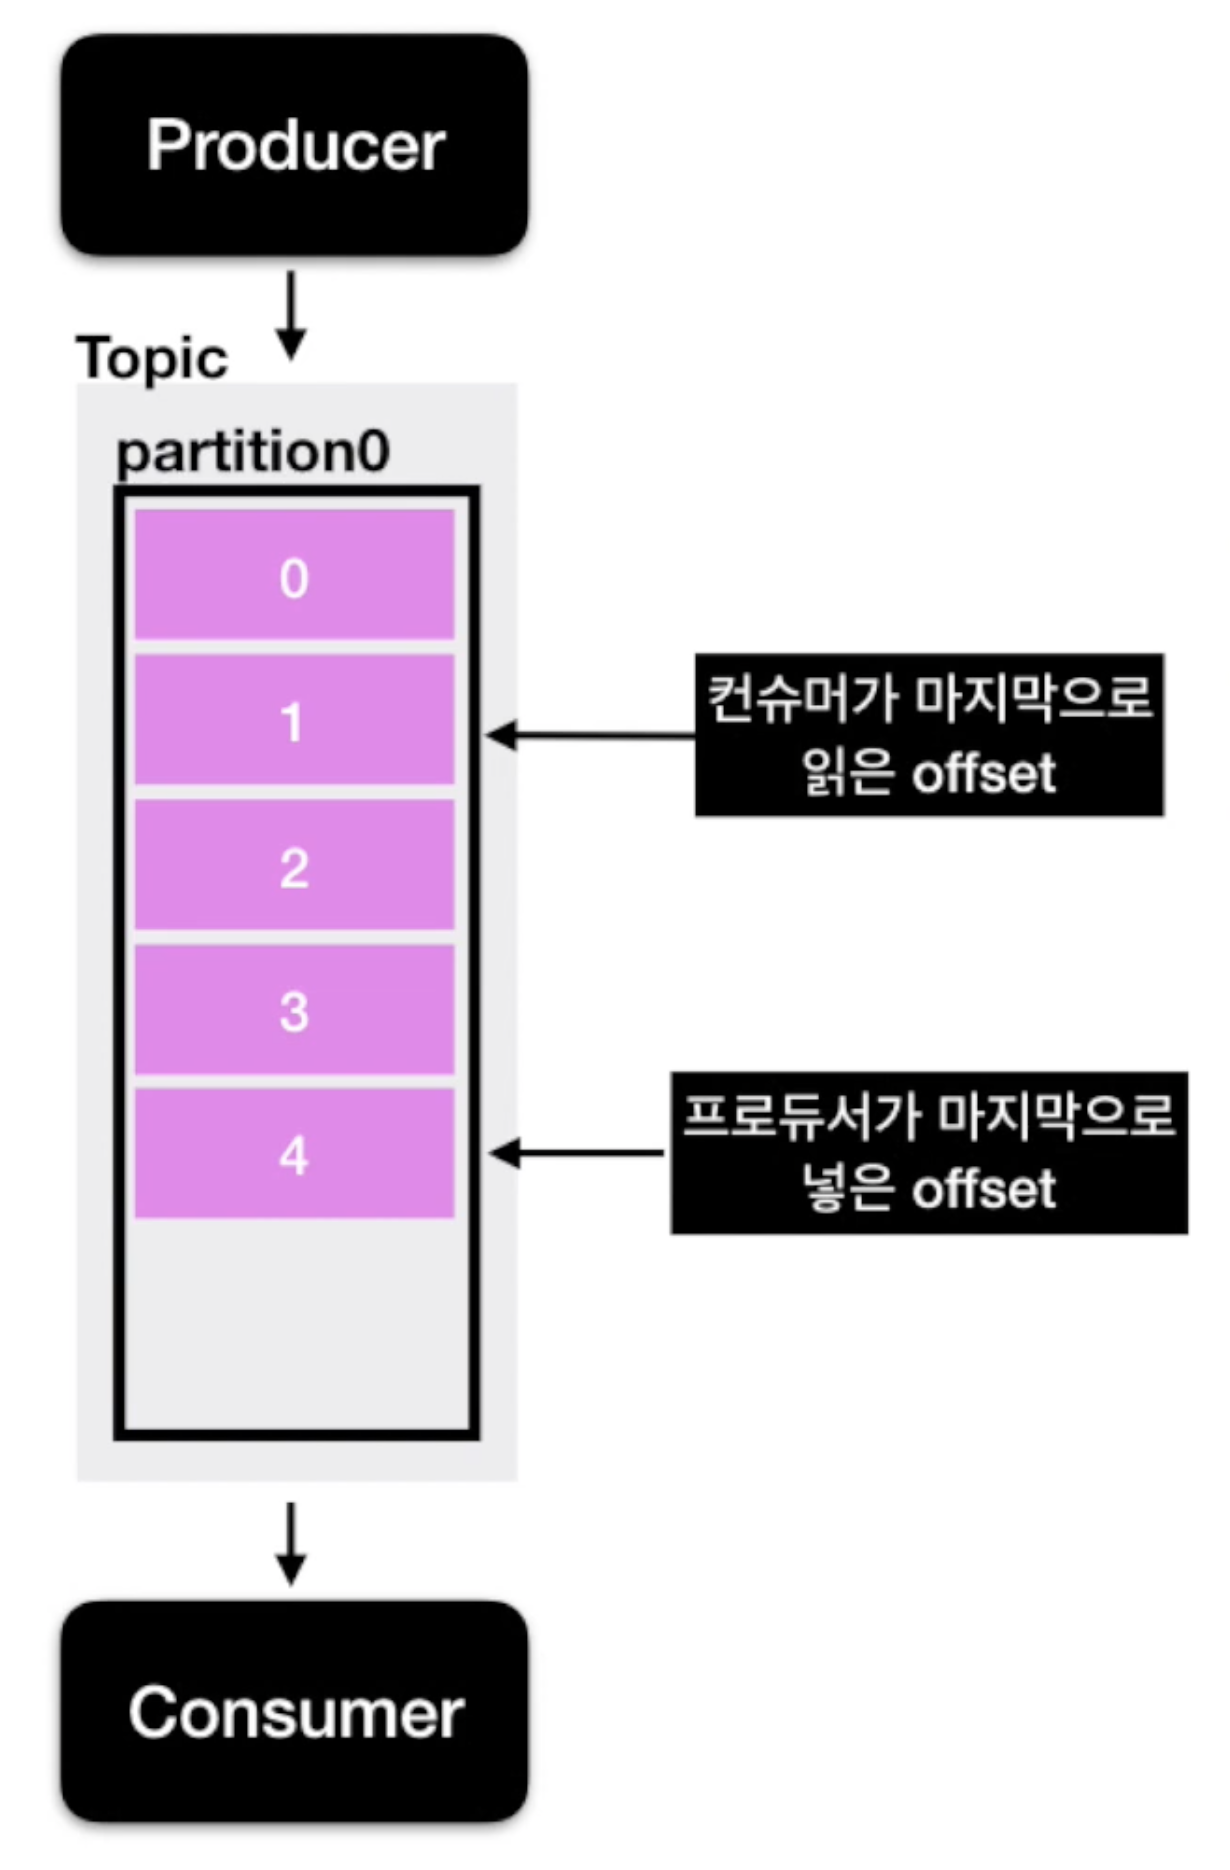 Producer
Topic
partition0
0
1
컨슈머가 마지막으로
읽은 offset
2
3
4
프로듀서가 마지막으로
넣은 offset
Consumer